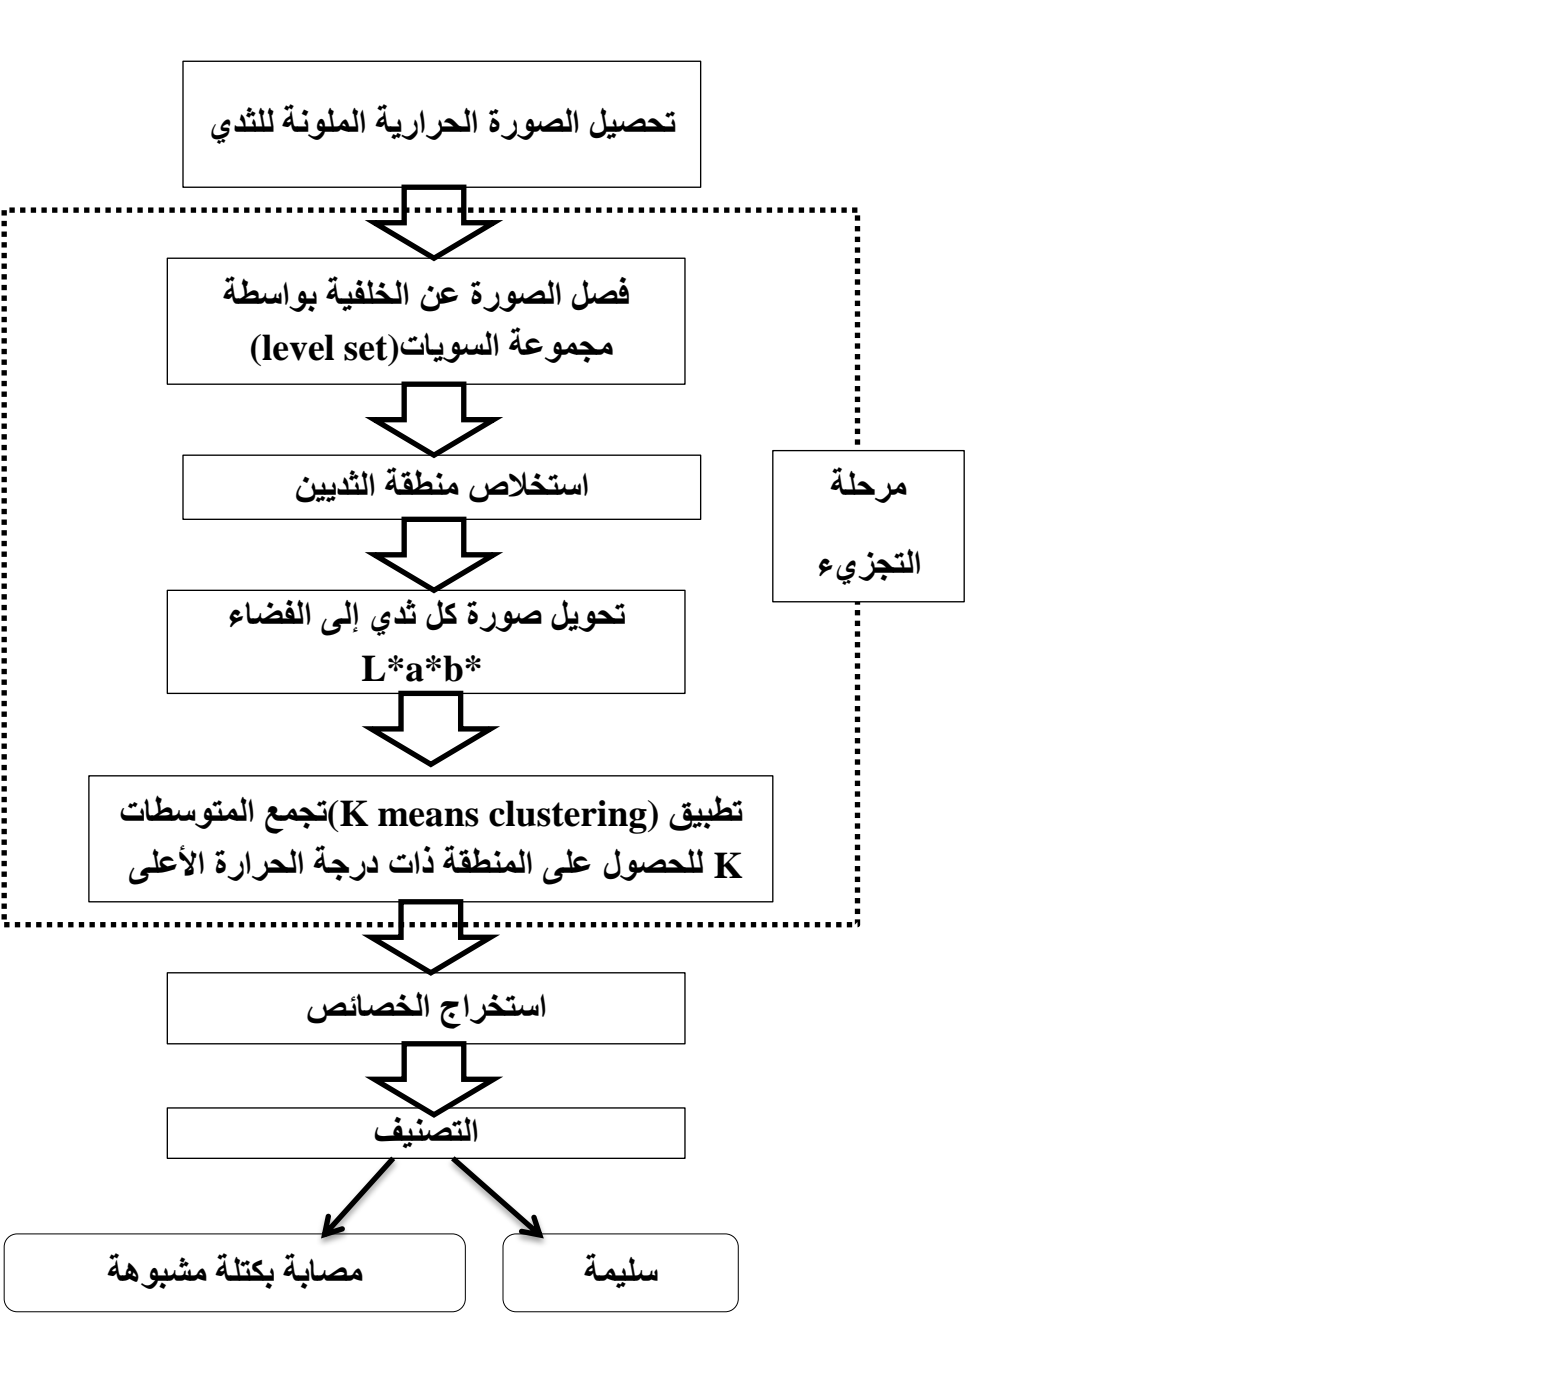 تحصيل الصورة الحرارية الملونة للثدي
فصل الصورة عن الخلفية بواسطة
مجموعة السويات(level set)
استخلاص منطقة الثديين
مرحلة
التجزيء
تحويل صورة كل ثدي إلى الفضاء
L*a*b*
تطبيق (K means clustering)تجمع المتوسطات
K للحصول على المنطقة ذات درجة الحرارة الأعلى
استخراج الخصائص
التصنيف
سليمة
مصابة بكتلة مشبوهة